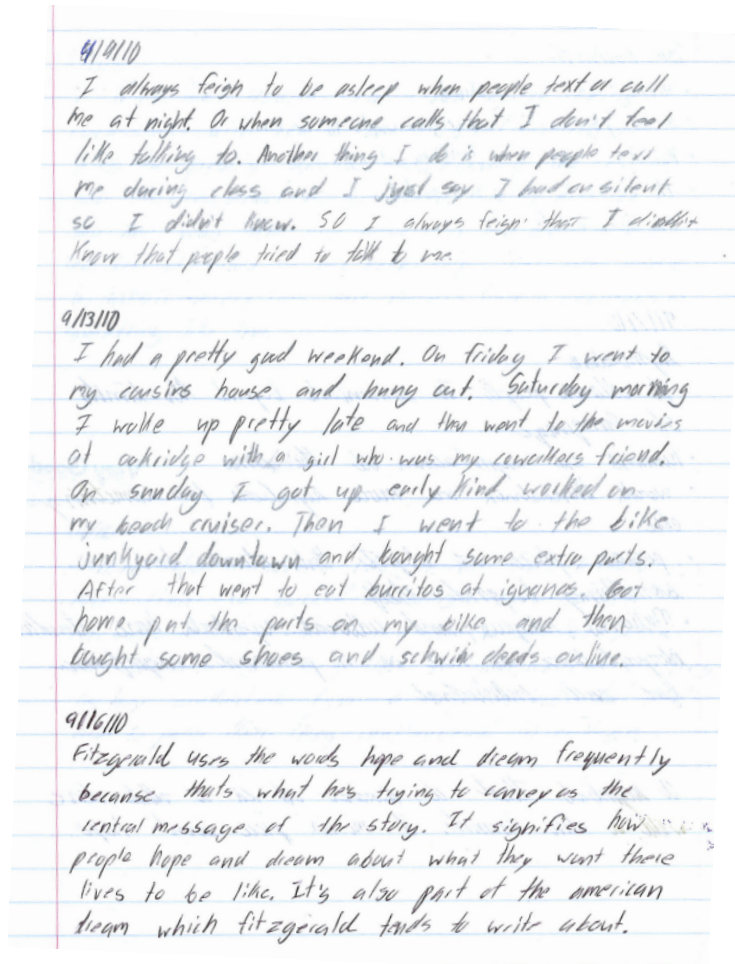 9/9/10
I always feign to be asleep when people text or call
me at night. Or when someone calls that I don't feel
like talking to. Another thing I do is when people text
me during class and I just say I had on silent
so I didn't know. So I always feign that I didn't
know that people tried to talk to me.
9/13/10
I had a pretty good weekend. On friday I went to
my cousins house and hung out. Saturday morning
I woke up pretty late and then went to the movies
at oakridge with a girl who was my coworkers friend.
On sunday I got up early and worked on
my beach cruiser. Then I went to the bike
junkyard downtown and bought some extra parts.
After that went to eat burritos at iguanas. Got
home put the parts on my bike and then
bought some shoes and online.
9/16/10
Fitzgerald uses the words hope and dream frequently
because thats what he's trying to convey as the
central message of the story. It signifies how
people hope and dream about what they want there
lives to be like. It's also part of the american
dream which fitzgerald tends to write about.